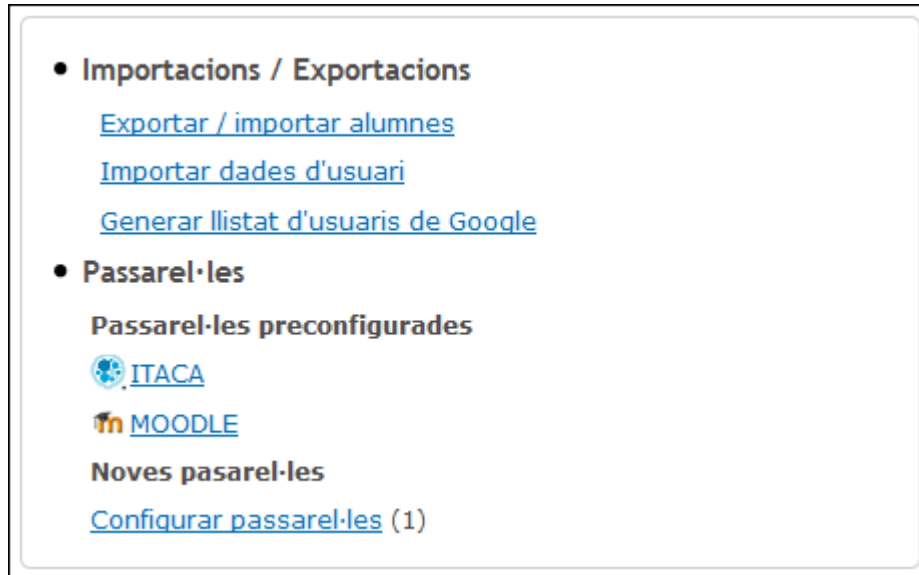 Importacions / Exportacions
Exportar / importar alumnes
Importar dades d'usuari
Generar llistat d'usuaris de Google
Passarel·les
Passarel·les preconfigurades
ITACA
MOODLE
Noves pasarel·les
Configurar passarel·les (1)